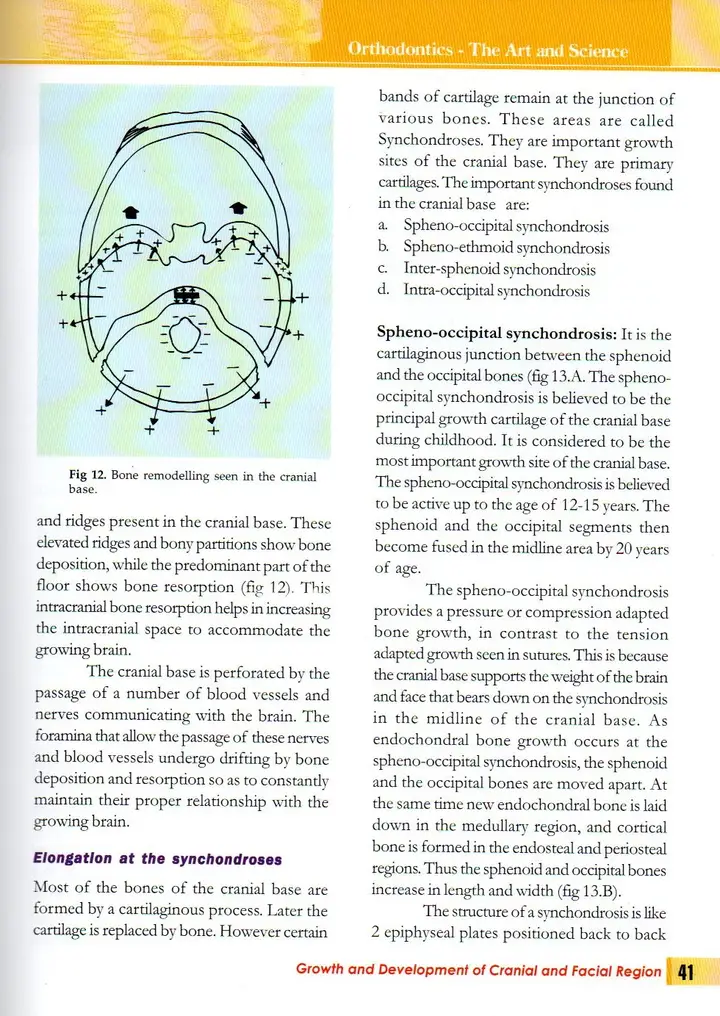 Orthodontics - The Art and Science
Fig 12. Bone remodelling seen in the cranial
base.
and ridges present in the cranial base. These
elevated ridges and bony partitions show bone
deposition, while the predominant part of the
floor shows bone resorption (fig 12). This
intracranial bone resorption helps in increasing
the intracranial space to accommodate the
growing brain.
The cranial base is perforated by the
passage of a number of blood vessels and
nerves communicating with the brain. The
foramina that allow the passage of these nerves
and blood vessels undergo drifting by bone
deposition and resorption so as to constantly
maintain their proper relationship with the
growing brain.
Elongation at the synchondroses
Most of the bones of the cranial base are
formed by a cartilaginous process. Later the
cartilage is replaced by bone. However certain
bands of cartilage remain at the junction of
various bones. These areas are called
Synchondroses. They are important growth
sites of the cranial base. They are primary
cartilages. The important synchondroses found
in the cranial base are:
a. Spheno-occipital synchondrosis
b. Spheno-ethmoid synchondrosis
c. Inter-sphenoid synchondrosis
d. Intra-occipital synchondrosis
Spheno-occipital synchondrosis: It is the
cartilaginous junction between the sphenoid
and the occipital bones (fig 13.A. The spheno-
occipital synchondrosis is believed to be the
principal growth cartilage of the cranial base
during childhood. It is considered to be the
most important growth site of the cranial base.
The spheno-occipital synchondrosis is believed
to be active up to the age of 12-15 years. The
sphenoid and the occipital segments then
become fused in the midline area by 20 years
of age.
The spheno-occipital synchondrosis
provides a pressure or compression adapted
bone growth, in contrast to the tension
adapted growth seen in sutures. This is because
the cranial base supports the weight of the brain
and face that bears down on the synchondrosis
in the midline of the cranial base. As
endochondral bone growth occurs at the
spheno-occipital synchondrosis, the sphenoid
and the occipital bones are moved apart. At
the same time new endochondral bone is laid
down in the medullary region, and cortical
bone is formed in the endosteal and periosteal
regions. Thus the sphenoid and occipital bones
increase in length and width (fig 13.B).
The structure of a synchondrosis is like
2 epiphyseal plates positioned back to back
Growth and Development of Cranial and Facial Region 41